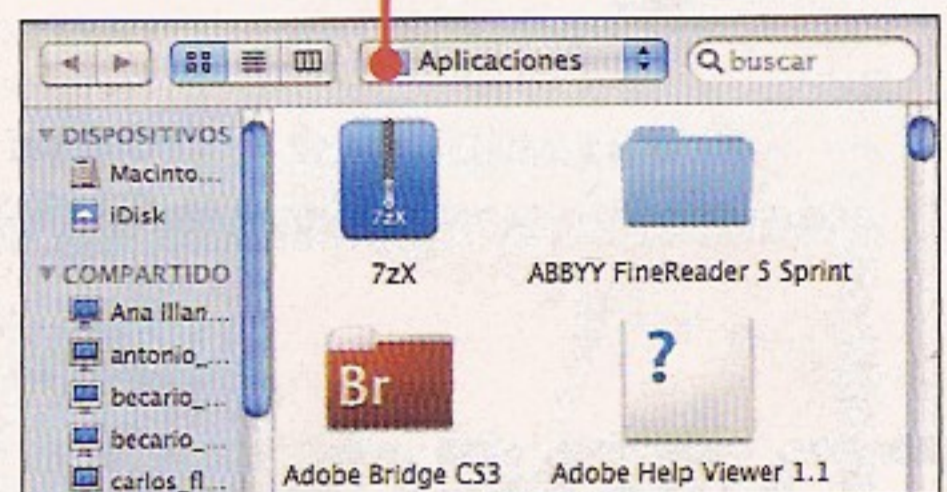 Aplicaciones
buscar
DISPOSITIVOS
Macinto...
iDisk
COMPARTIDO
Ana illan...
antonio_...
becario_...
becario_...
carlos_fl...
7zX
7zX
ABBYY FineReader 5 Sprint
Br
?
Adobe Bridge CS3
Adobe Help Viewer 1.1